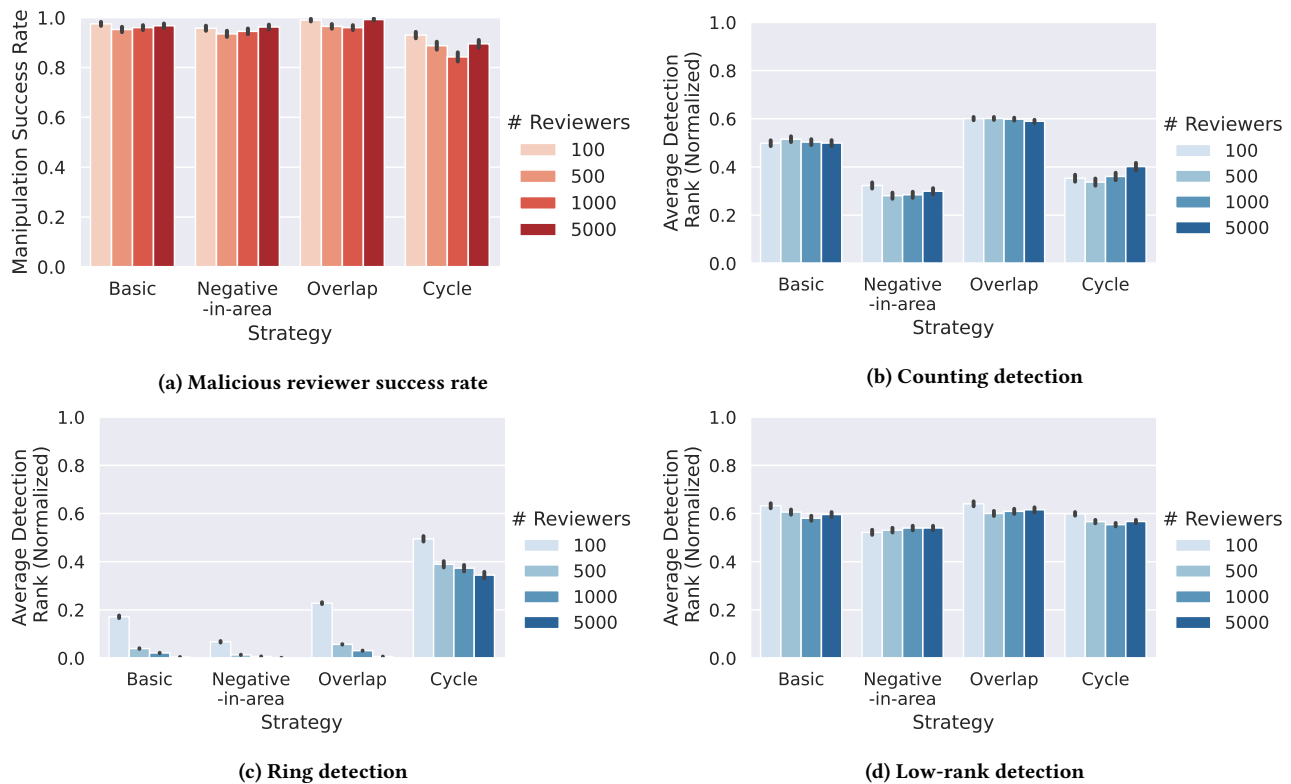 1.0
0.8
0.6
0.4
0.2
0.0
Manipulation Success Rate
Basic
Negative
-in-area
Overlap
Cycle
Strategy
# Reviewers
100
500
1000
5000
(a) Malicious reviewer success rate
1.0
0.8
0.6
0.4
0.2
0.0
Average Detection
Rank (Normalized)
Basic
Negative
-in-area
Overlap
Cycle
Strategy
# Reviewers
100
500
1000
5000
(b) Counting detection
1.0
0.8
0.6
0.4
0.2
0.0
Average Detection
Rank (Normalized)
Basic
Negative
-in-area
Overlap
Cycle
Strategy
# Reviewers
100
500
1000
5000
(c) Ring detection
1.0
0.8
0.6
0.4
0.2
0.0
Average Detection
Rank (Normalized)
Basic
Negative
-in-area
Overlap
Cycle
Strategy
# Reviewers
100
500
1000
5000
(d) Low-rank detection